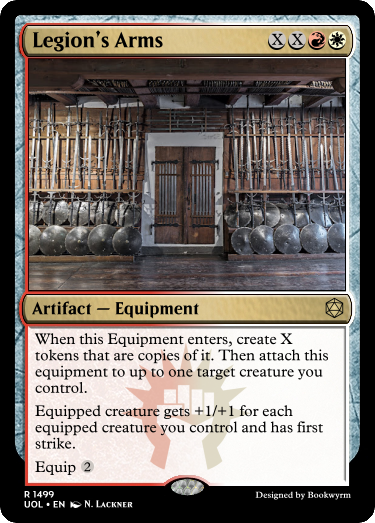 Legion's Arms
X X
Artifact — Equipment
When this Equipment enters, create X
tokens that are copies of it. Then attach this
equipment to up to one target creature you
control.
Equipped creature gets +1/+1 for each
equipped creature you control and has first
strike.
Equip 2
R 1499
UOL • EN N. LACKNER
Designed by Bookwyrm